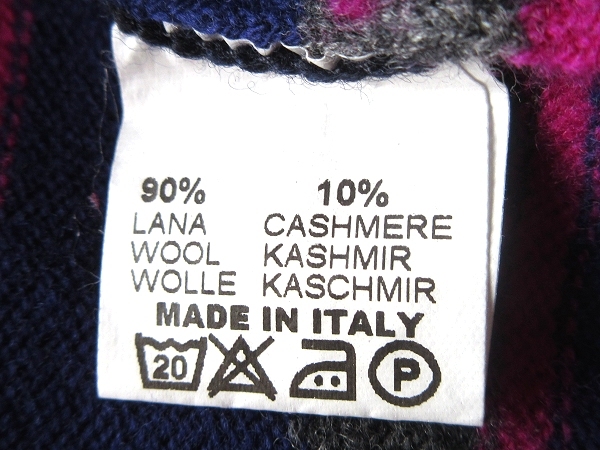 90% 10%
LANA CASHMERE
WOOL KASHMIR
WOLLE KASCHMIR
MADE IN ITALY
20 P